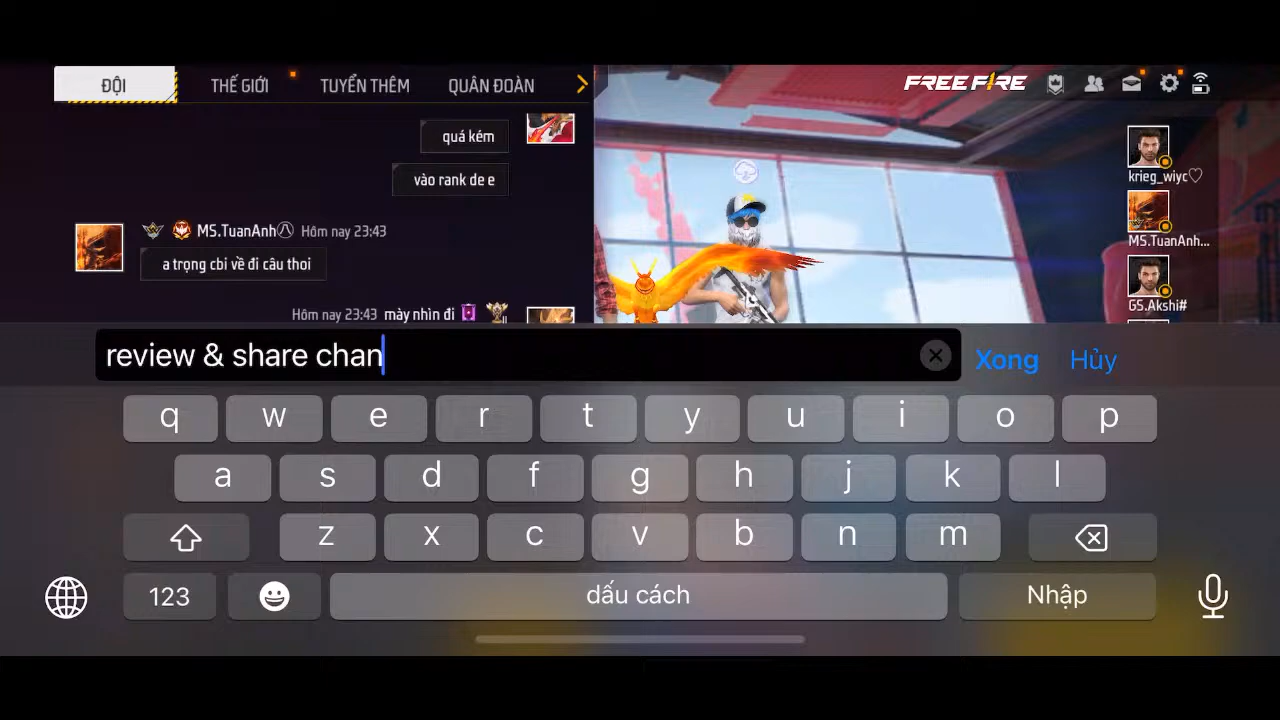 ĐỘI THẾ GIỚI TUYỂN THÊM QUÂN ĐOÀN
FREE FIRE
quá kém
vào rank de e
MS.TuanAnh Hôm nay 23:43
a trọng cbi về đi câu thoi
Hôm nay 23:43 mày nhìn đi
krieg_wiyc♡
MS.TuanAnh...
GS.Akshi#
review & share chan
Xong Hủy
q w e r t y u i o p
a s d f g h j k l
z x c v b n m
123 dấu cách Nhập